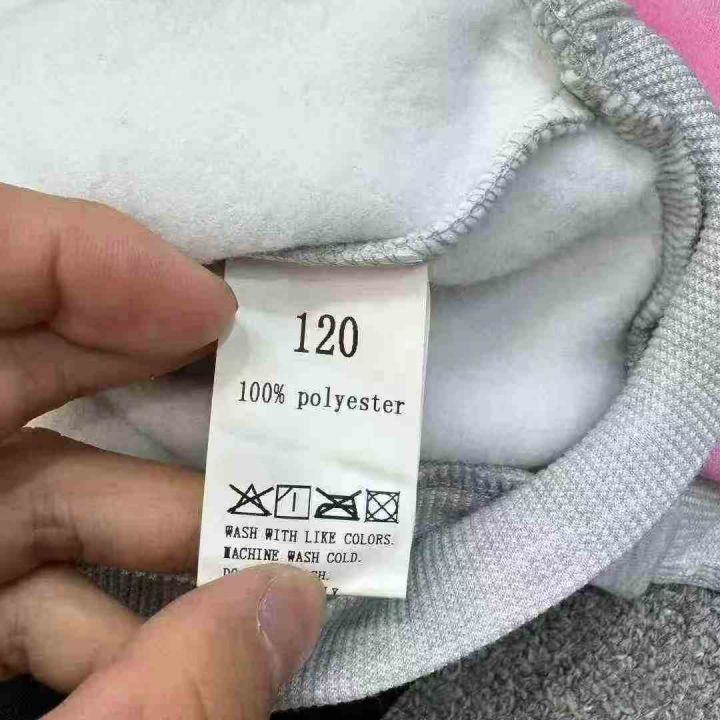 120
100% polyester
WASH WITH LIKE COLORS.
MACHINE WASH COLD.